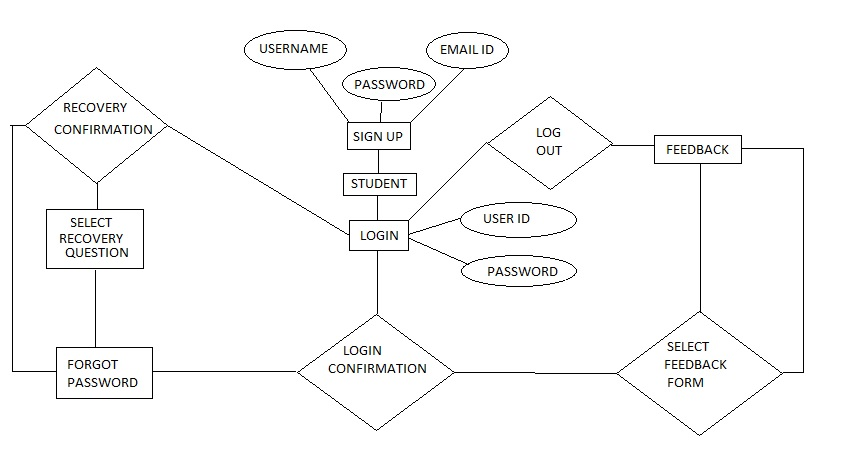 USERNAME
EMAIL ID
PASSWORD
RECOVERY
CONFIRMATION
SIGN UP
LOG
OUT
FEEDBACK
STUDENT
SELECT
RECOVERY
QUESTION
LOGIN
USER ID
PASSWORD
FORGOT
PASSWORD
LOGIN
CONFIRMATION
SELECT
FEEDBACK
FORM